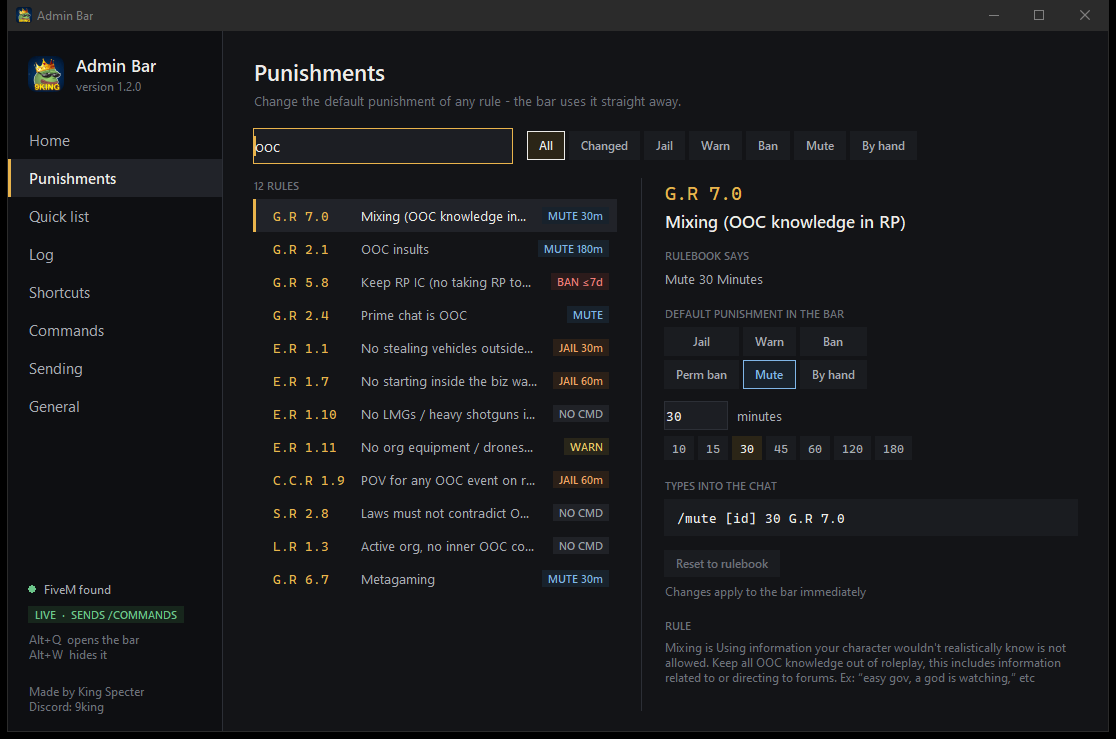 Admin Bar
9KING
Admin Bar
version 1.2.0
Home
Punishments
Quick list
Log
Shortcuts
Commands
Sending
General
FiveM found
LIVE · SENDS /COMMANDS
Alt+Q opens the bar
Alt+W hides it
Made by King Specter
Discord: 9king
Punishments
Change the default punishment of any rule - the bar uses it straight away.
ooc
All Changed Jail Warn Ban Mute By hand
12 RULES
G.R 7.0 Mixing (OOC knowledge in... MUTE 30m
G.R 2.1 OOC insults MUTE 180m
G.R 5.8 Keep RP IC (no taking RP to... BAN ≤7d
G.R 2.4 Prime chat is OOC MUTE
E.R 1.1 No stealing vehicles outside... JAIL 30m
E.R 1.7 No starting inside the biz wa... JAIL 60m
E.R 1.10 No LMGs / heavy shotguns i... NO CMD
E.R 1.11 No org equipment / drones... WARN
C.C.R 1.9 POV for any OOC event on r... JAIL 60m
S.R 2.8 Laws must not contradict O... NO CMD
L.R 1.3 Active org, no inner OOC co... NO CMD
G.R 6.7 Metagaming MUTE 30m
G.R 7.0
Mixing (OOC knowledge in RP)
RULEBOOK SAYS
Mute 30 Minutes
DEFAULT PUNISHMENT IN THE BAR
Jail Warn Ban
Perm ban Mute By hand
30 minutes
10 15 30 45 60 120 180
TYPES INTO THE CHAT
/mute [id] 30 G.R 7.0
Reset to rulebook
Changes apply to the bar immediately
RULE
Mixing is Using information your character wouldn't realistically know is not
allowed. Keep all OOC knowledge out of roleplay, this includes information
related to or directing to forums. Ex: "easy gov, a god is watching," etc